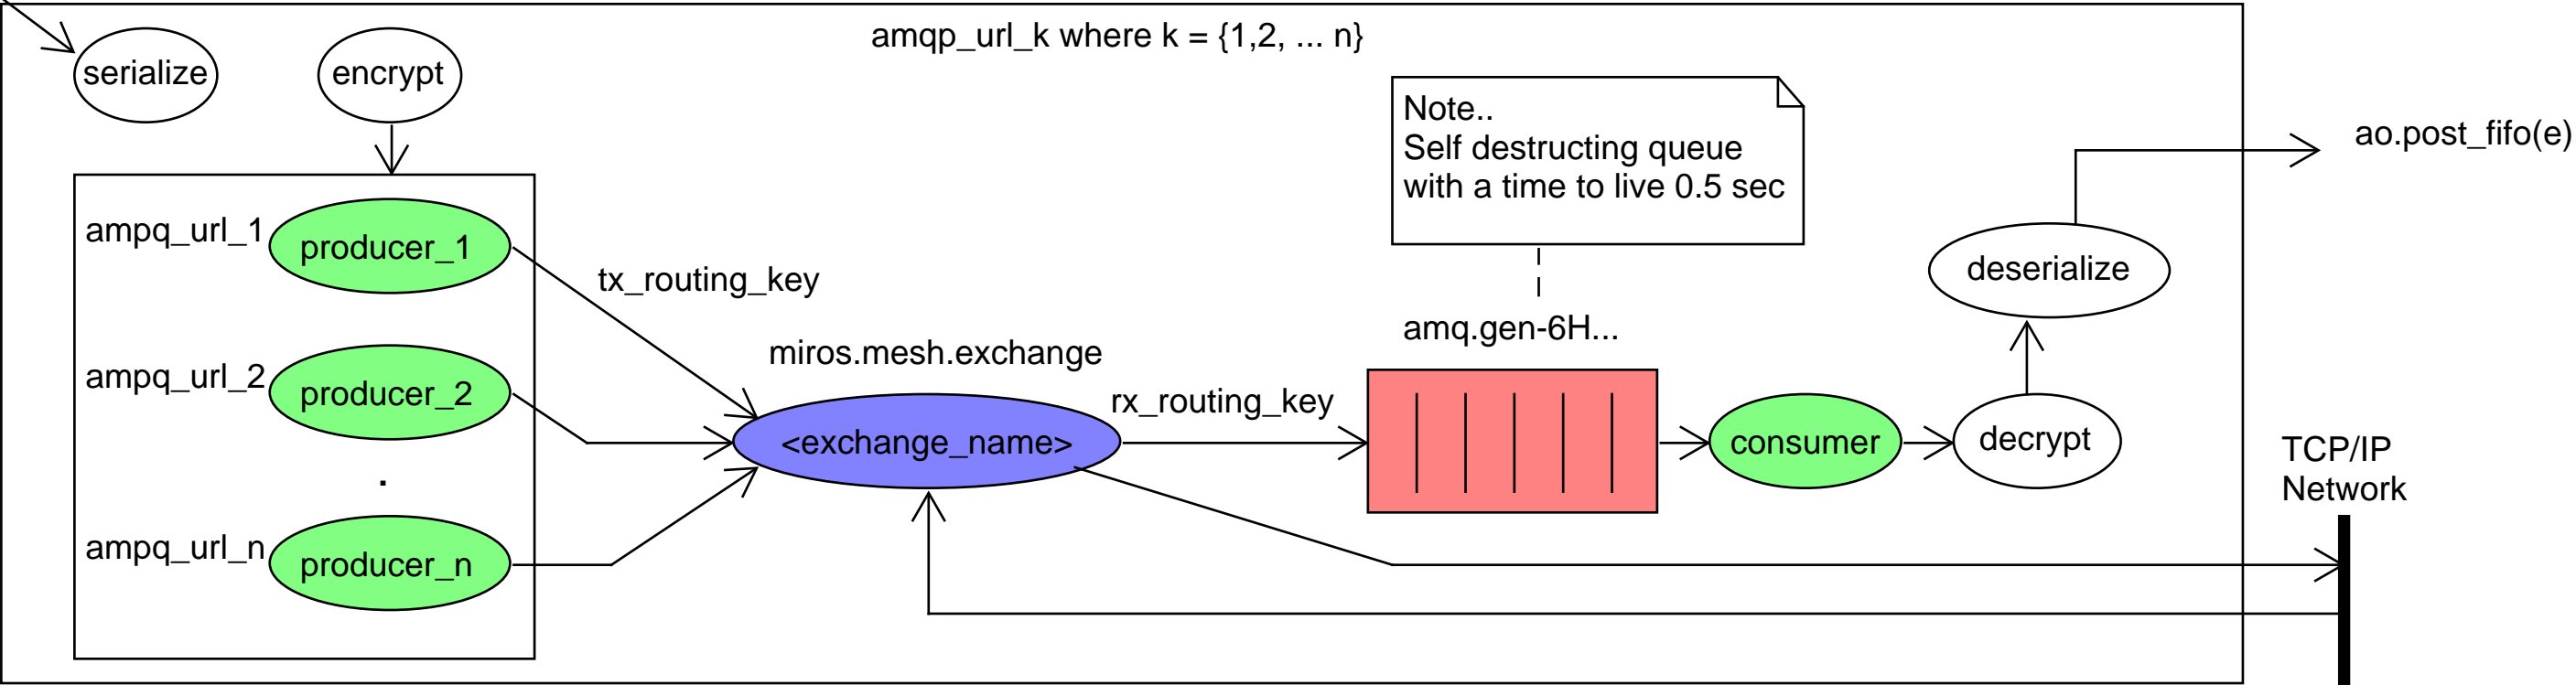 amqp_url_k where k = {1,2, ... n}
serialize
encrypt
Note..
Self destructing queue
with a time to live 0.5 sec
ao.post_fifo(e)
ampq_url_1
producer_1
tx_routing_key
deserialize
amq.gen-6H...
miros.mesh.exchange
ampq_url_2
producer_2
rx_routing_key
<exchange_name>
consumer
decrypt
TCP/IP
Network
.
ampq_url_n
producer_n